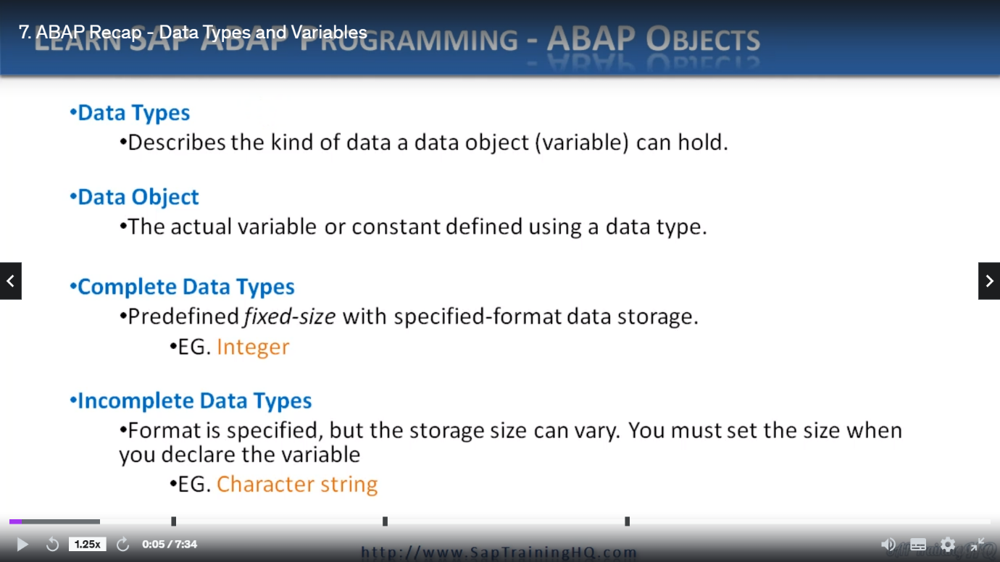 7. ABAP Recap - Data Types and Variables
LEARN SAP ABAP PROGRAMMING - ABAP OBJECTS
•Data Types
•Describes the kind of data a data object (variable) can hold.
•Data Object
•The actual variable or constant defined using a data type.
•Complete Data Types
•Predefined fixed-size with specified-format data storage.
•EG. Integer
•Incomplete Data Types
•Format is specified, but the storage size can vary. You must set the size when
you declare the variable
•EG. Character string
1.25x
0:05 / 7:34
http://www.SapTrainingHQ.com